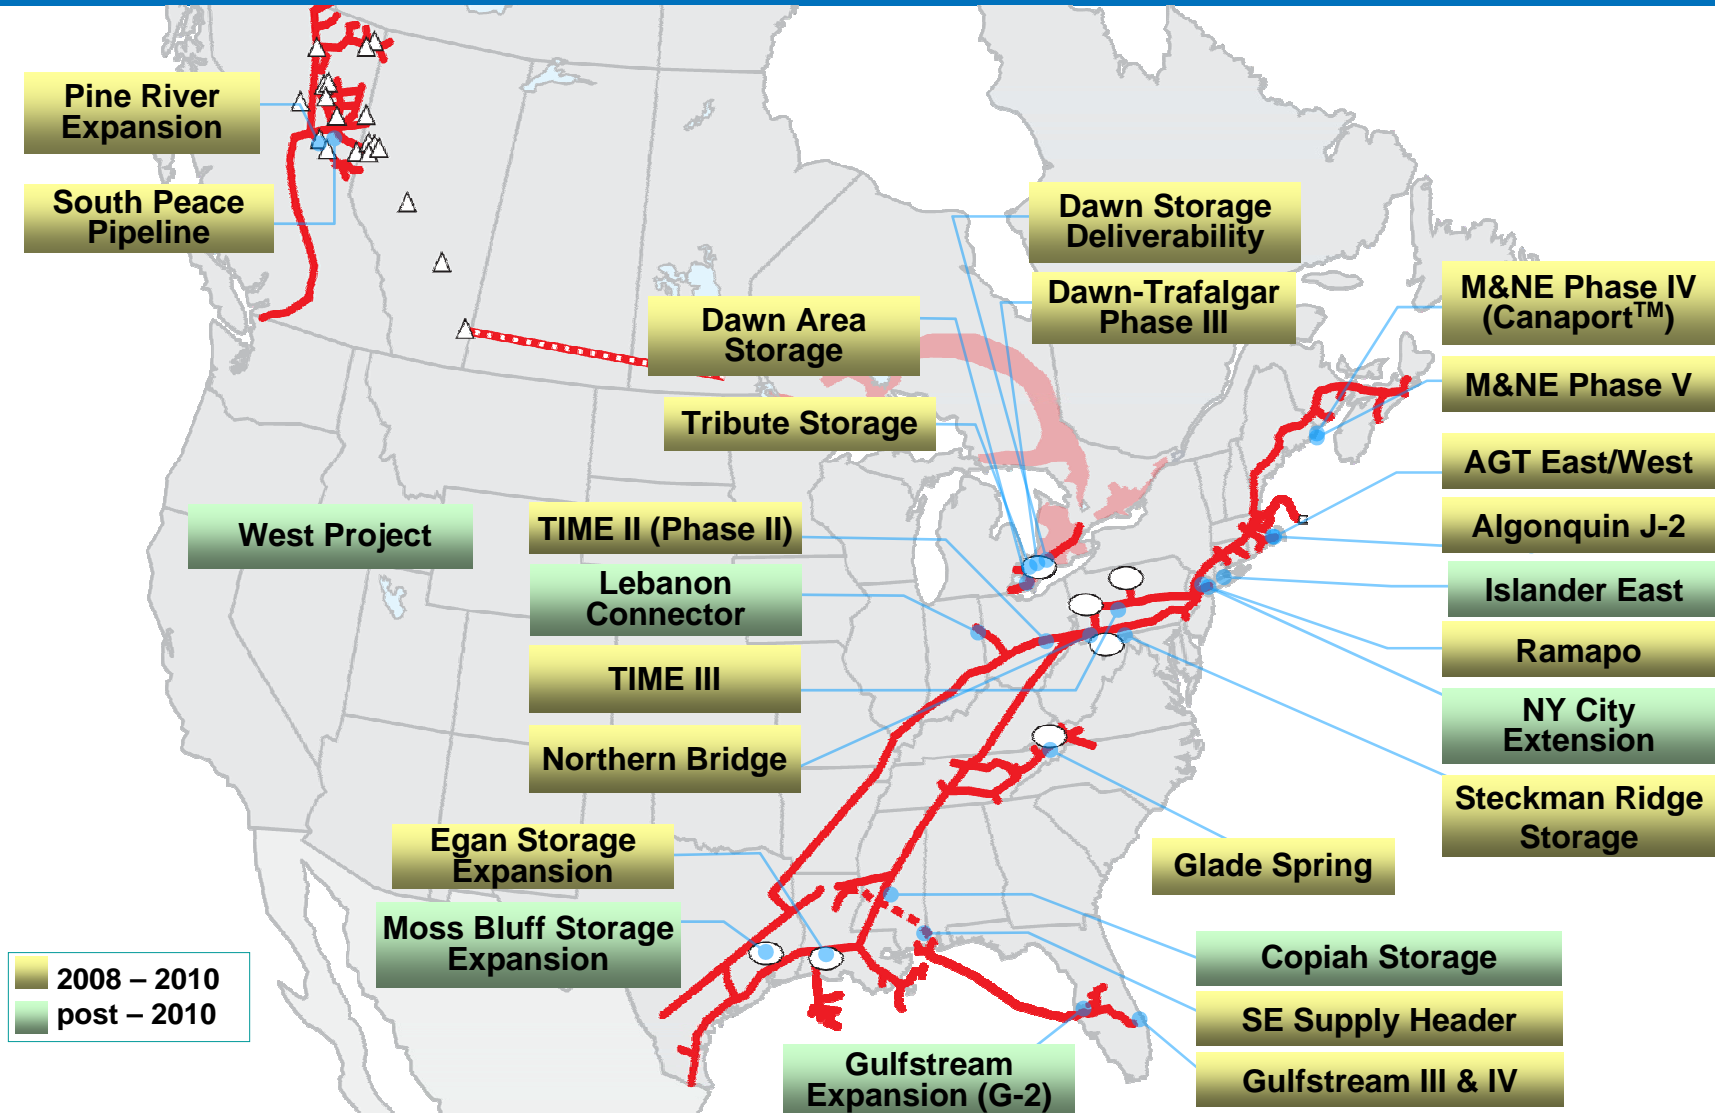 Pine River
Expansion
South Peace
Pipeline
Dawn Storage
Deliverability
Dawn-Trafalgar
Phase III
Dawn Area
Storage
Tribute Storage
M&NE Phase IV
(Canaport™)
M&NE Phase V
AGT East/West
Algonquin J-2
Islander East
Ramapo
NY City
Extension
Steckman Ridge
Storage
West Project
TIME II (Phase II)
Lebanon
Connector
TIME III
Northern Bridge
Egan Storage
Expansion
Moss Bluff Storage
Expansion
Glade Spring
Copiah Storage
SE Supply Header
Gulfstream III & IV
Gulfstream
Expansion (G-2)
2008 – 2010
post – 2010